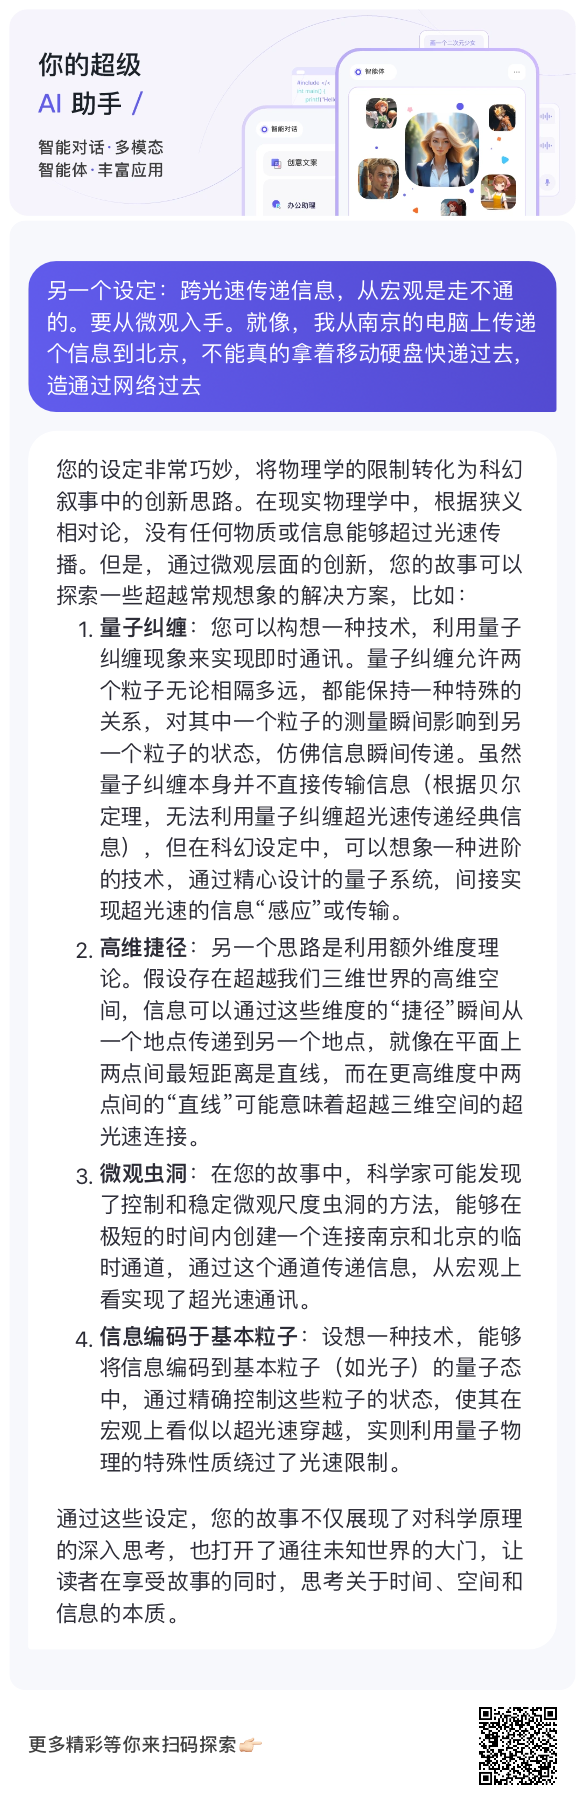 你的超级
AI 助手 /
智能对话·多模态
智能体·丰富应用
画一个二次元少女
#include </>
智能体
智能对话
创意文案
办公助理
另一个设定：跨光速传递信息，从宏观是走不通
的。要从微观入手。就像，我从南京的电脑上传递
个信息到北京，不能真的拿着移动硬盘快递过去，
造通过网络过去
您的设定非常巧妙，将物理学的限制转化为科幻
叙事中的创新思路。在现实物理学中，根据狭义
相对论，没有任何物质或信息能够超过光速传
播。但是，通过微观层面的创新，您的故事可以
探索一些超越常规想象的解决方案，比如：
1. 量子纠缠：您可以构想一种技术，利用量子
纠缠现象来实现即时通讯。量子纠缠允许两
个粒子无论相隔多远，都能保持一种特殊的
关系，对其中一个粒子的测量瞬间影响到另
一个粒子的状态，仿佛信息瞬间传递。虽然
量子纠缠本身并不直接传输信息（根据贝尔
定理，无法利用量子纠缠超光速传递经典信
息），但在科幻设定中，可以想象一种进阶
的技术，通过精心设计的量子系统，间接实
现超光速的信息“感应”或传输。
2. 高维捷径：另一个思路是利用额外维度理
论。假设存在超越我们三维世界的高维空
间，信息可以通过这些维度的“捷径”瞬间从
一个地点传递到另一个地点，就像在平面上
两点间最短距离是直线，而在更高维度中两
点间的“直线”可能意味着超越三维空间的超
光速连接。
3. 微观虫洞：在您的故事中，科学家可能发现
了控制和稳定微观尺度虫洞的方法，能够在
极短的时间内创建一个连接南京和北京的临
时通道，通过这个通道传递信息，从宏观上
看实现了超光速通讯。
4. 信息编码于基本粒子：设想一种技术，能够
将信息编码到基本粒子（如光子）的量子态
中，通过精确控制这些粒子的状态，使其在
宏观上看似以超光速穿越，实则利用量子物
理的特殊性质绕过了光速限制。
通过这些设定，您的故事不仅展现了对科学原理
的深入思考，也打开了通往未知世界的大门，让
读者在享受故事的同时，思考关于时间、空间和
信息的本质。
更多精彩等你来扫码探索👉🏻